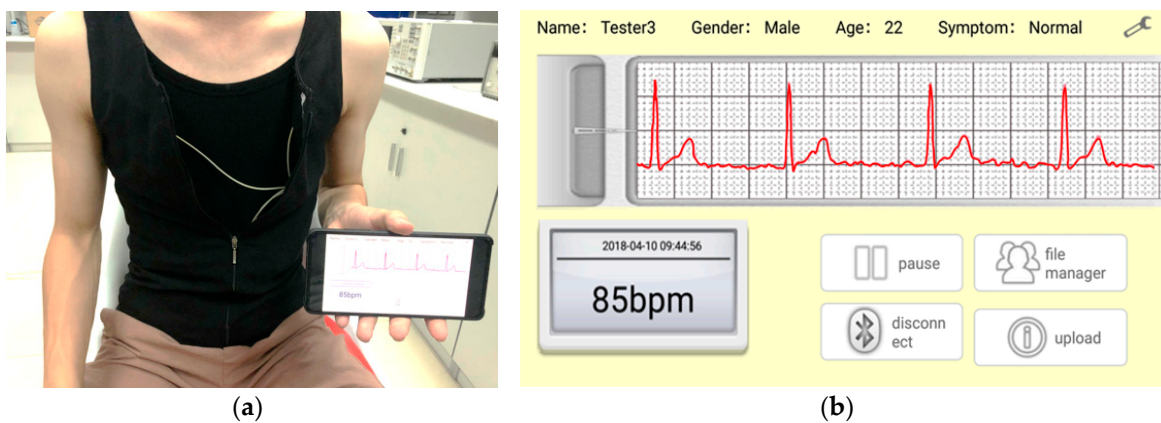 Name: Tester3 Gender: Male Age: 22 Symptom: Normal
2018-04-10 09:44:56
85bpm
pause
file
manager
disconn
ect
upload
85bpm
(a)
(b)